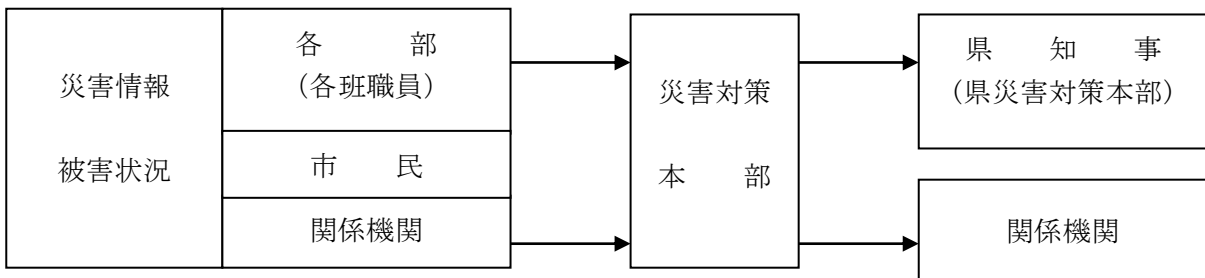 災害情報
被害状況
各　　部
（各班職員）
市　　民
関係機関
災害対策
本　　部
県　知　事
（県災害対策本部）
関係機関